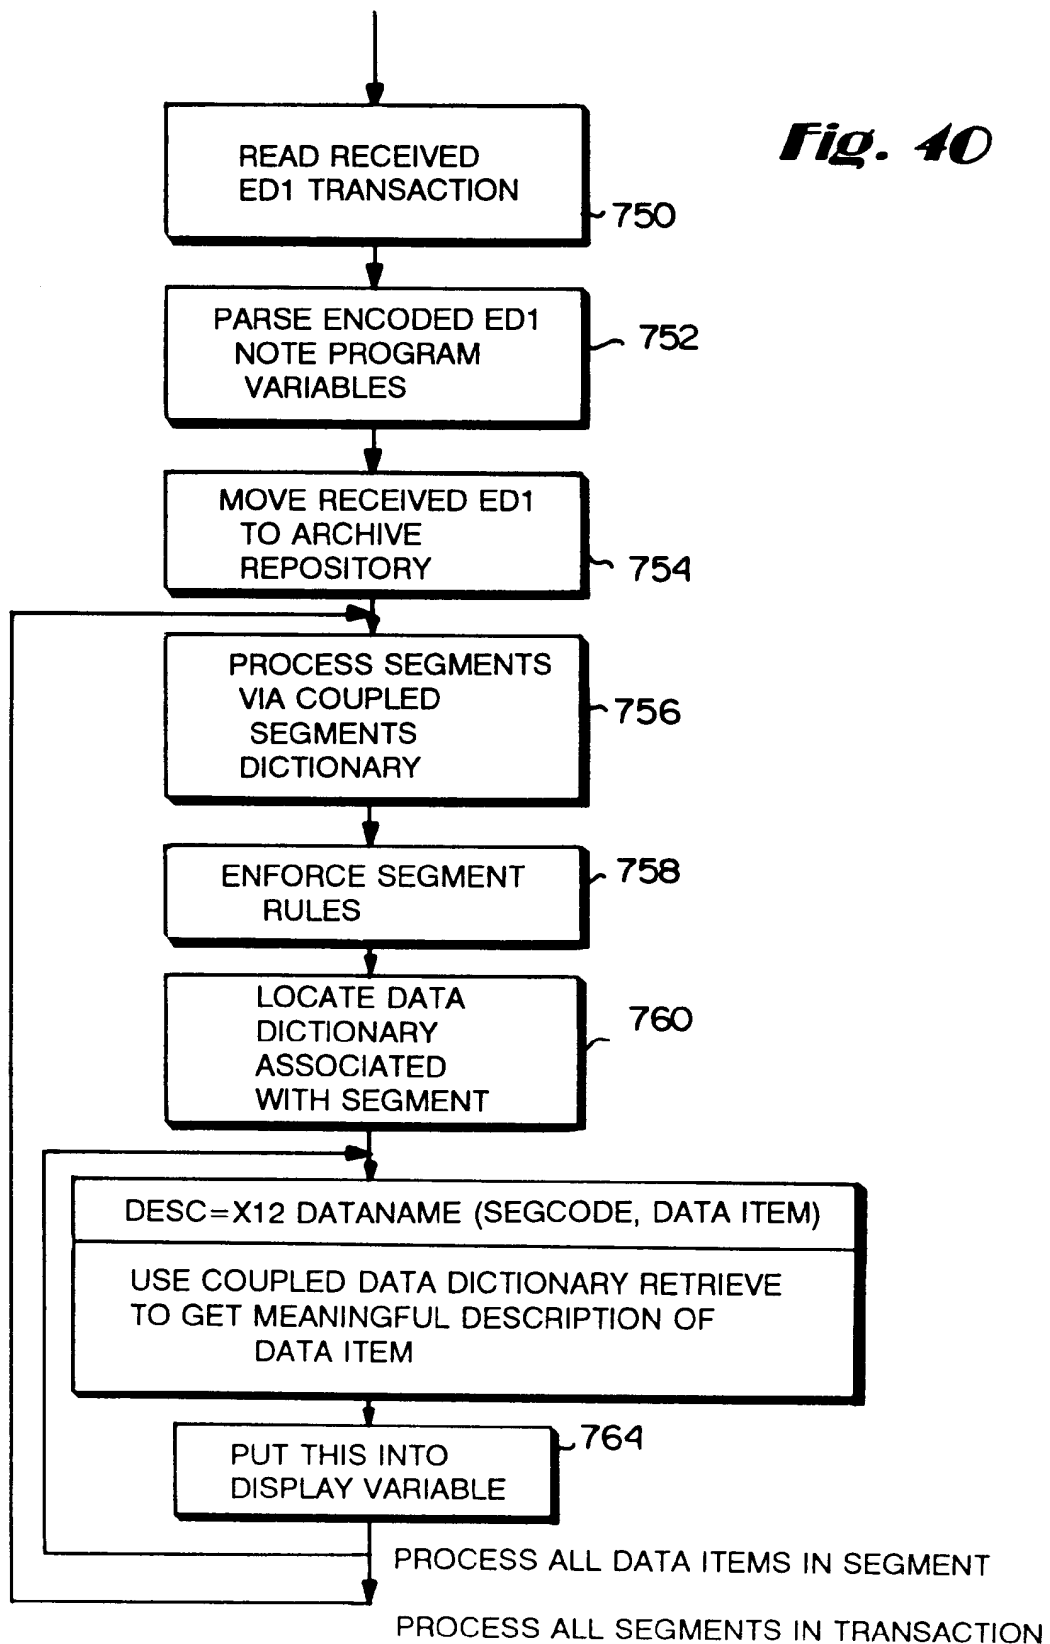 Fig. 40
READ RECEIVED
ED1 TRANSACTION
750
PARSE ENCODED ED1
NOTE PROGRAM
VARIABLES
752
MOVE RECEIVED ED1
TO ARCHIVE
REPOSITORY
754
PROCESS SEGMENTS
VIA COUPLED
SEGMENTS
DICTIONARY
756
ENFORCE SEGMENT
RULES
758
LOCATE DATA
DICTIONARY
ASSOCIATED
WITH SEGMENT
760
DESC=X12 DATANAME (SEGCODE, DATA ITEM)
USE COUPLED DATA DICTIONARY RETRIEVE
TO GET MEANINGFUL DESCRIPTION OF
DATA ITEM
PUT THIS INTO
DISPLAY VARIABLE
764
PROCESS ALL DATA ITEMS IN SEGMENT
PROCESS ALL SEGMENTS IN TRANSACTION